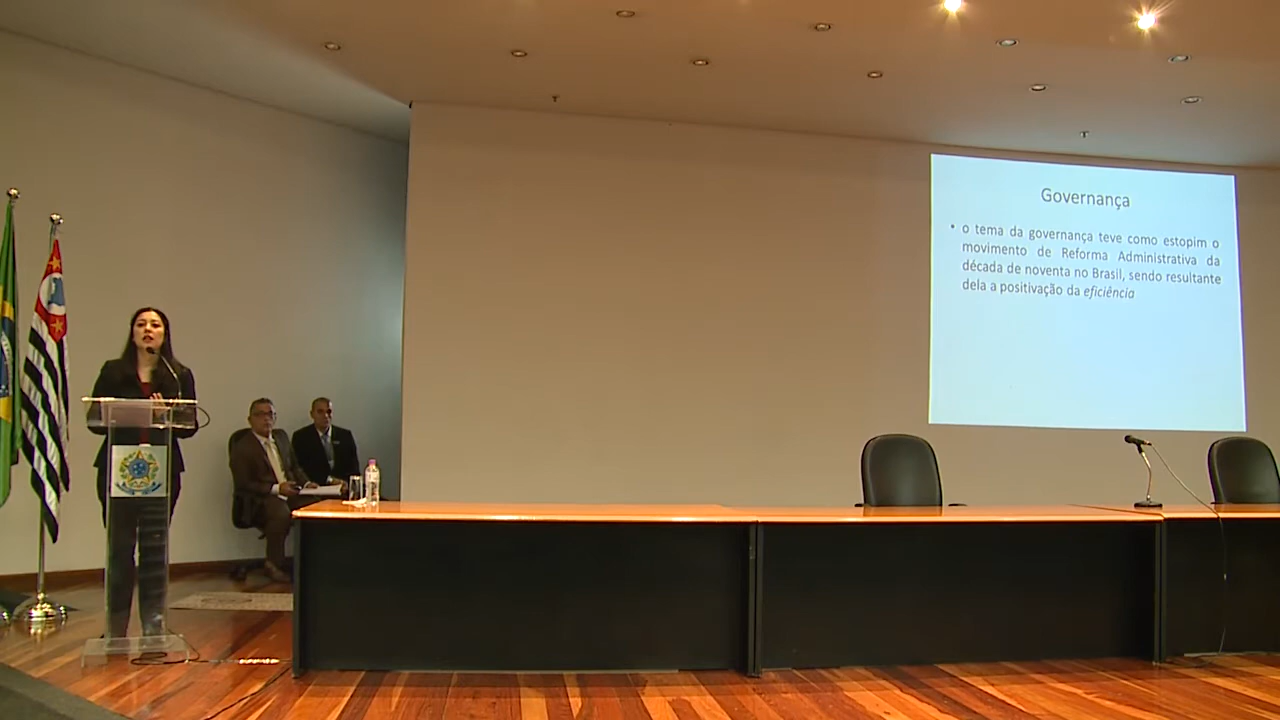 Governança
• o tema da governança teve como estopim o
movimento de Reforma Administrativa da
década de noventa no Brasil, sendo resultante
dela a positivação da eficiência